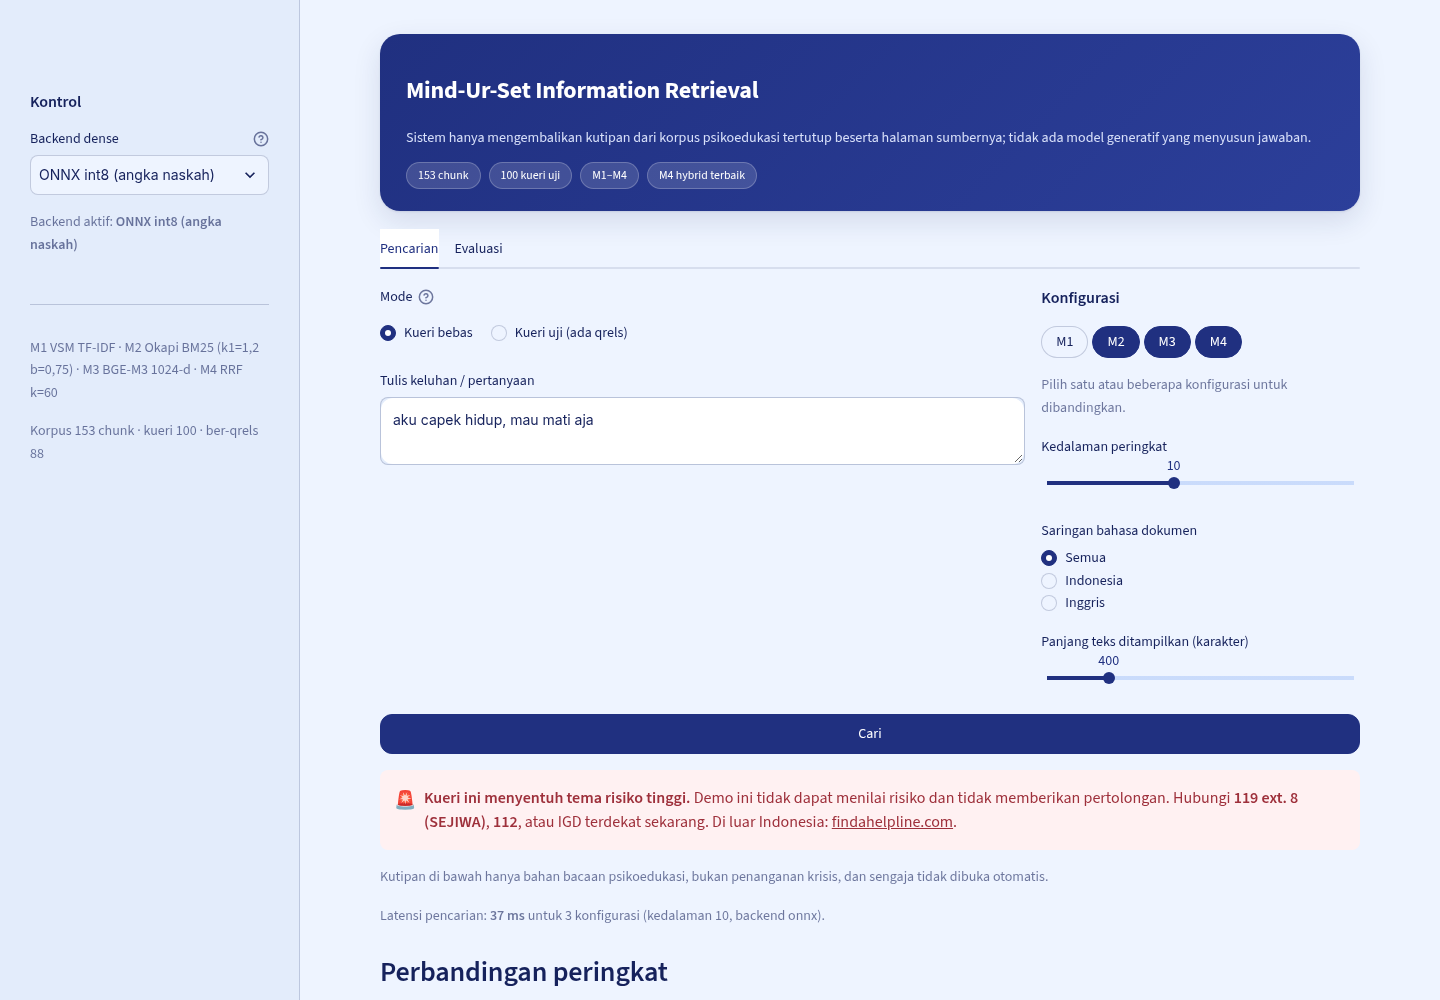 Kontrol
Backend dense
ONNX int8 (angka naskah)
Backend aktif: ONNX int8 (angka
naskah)
M1 VSM TF-IDF · M2 Okapi BM25 (k1=1,2
b=0,75) · M3 BGE-M3 1024-d · M4 RRF
k=60
Korpus 153 chunk · kueri 100 · ber-qrels
88
Mind-Ur-Set Information Retrieval
Sistem hanya mengembalikan kutipan dari korpus psikoedukasi tertutup beserta halaman sumbernya; tidak ada model generatif yang menyusun jawaban.
153 chunk
100 kueri uji
M1–M4
M4 hybrid terbaik
Pencarian
Evaluasi
Mode
Kueri bebas
Kueri uji (ada qrels)
Tulis keluhan / pertanyaan
aku capek hidup, mau mati aja
Konfigurasi
M1
M2
M3
M4
Pilih satu atau beberapa konfigurasi untuk
dibandingkan.
Kedalaman peringkat
10
Saringan bahasa dokumen
Semua
Indonesia
Inggris
Panjang teks ditampilkan (karakter)
400
Cari
Kueri ini menyentuh tema risiko tinggi. Demo ini tidak dapat menilai risiko dan tidak memberikan pertolongan. Hubungi 119 ext. 8
(SEJIWA), 112, atau IGD terdekat sekarang. Di luar Indonesia: findahelpline.com.
Kutipan di bawah hanya bahan bacaan psikoedukasi, bukan penanganan krisis, dan sengaja tidak dibuka otomatis.
Latensi pencarian: 37 ms untuk 3 konfigurasi (kedalaman 10, backend onnx).
Perbandingan peringkat